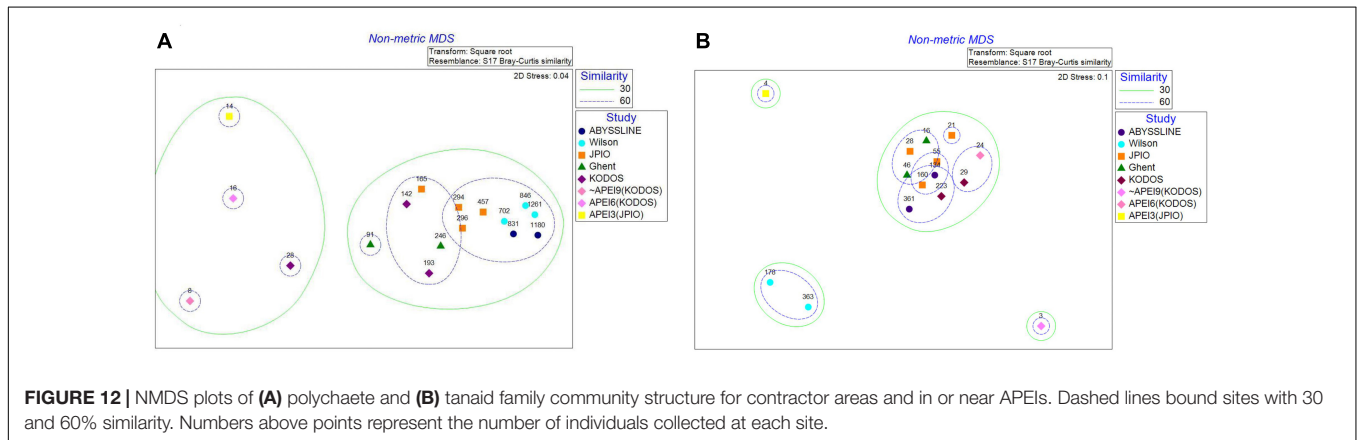 A
Non-metric MDS
Transform: Square root
Resemblance: S17 Bray-Curtis similarity
2D Stress: 0.04
Similarity
30
60
Study
ABYSSLINE
Wilson
JPIO
Ghent
KODOS
~APEI9(KODOS)
APEI6(KODOS)
APEI3(JPIO)
14
16
28
8
165
142
294
457
296
846
1261
702
831
1180
91
246
193
B
Non-metric MDS
Transform: Square root
Resemblance: S17 Bray-Curtis similarity
2D Stress: 0.1
Similarity
30
60
Study
ABYSSLINE
Wilson
JPIO
Ghent
KODOS
~APEI9(KODOS)
APEI6(KODOS)
APEI3(JPIO)
4
16
21
28
55
24
46
134
29
160
223
361
178
363
3
FIGURE 12 | NMDS plots of (A) polychaete and (B) tanaid family community structure for contractor areas and in or near APEIs. Dashed lines bound sites with 30
and 60% similarity. Numbers above points represent the number of individuals collected at each site.